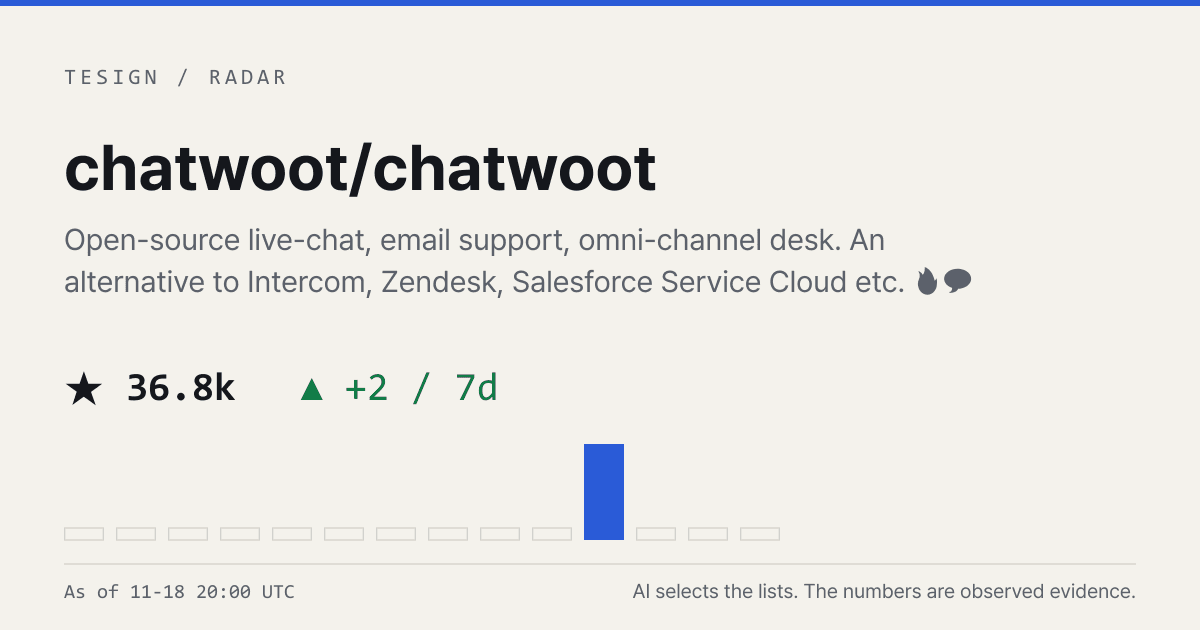 TESIGN / RADAR
chatwoot/chatwoot
Open-source live-chat, email support, omni-channel desk. An
alternative to Intercom, Zendesk, Salesforce Service Cloud etc. 🔥💬
★ 36.8k ▲ +2 / 7d
As of 11-18 20:00 UTC
AI selects the lists. The numbers are observed evidence.